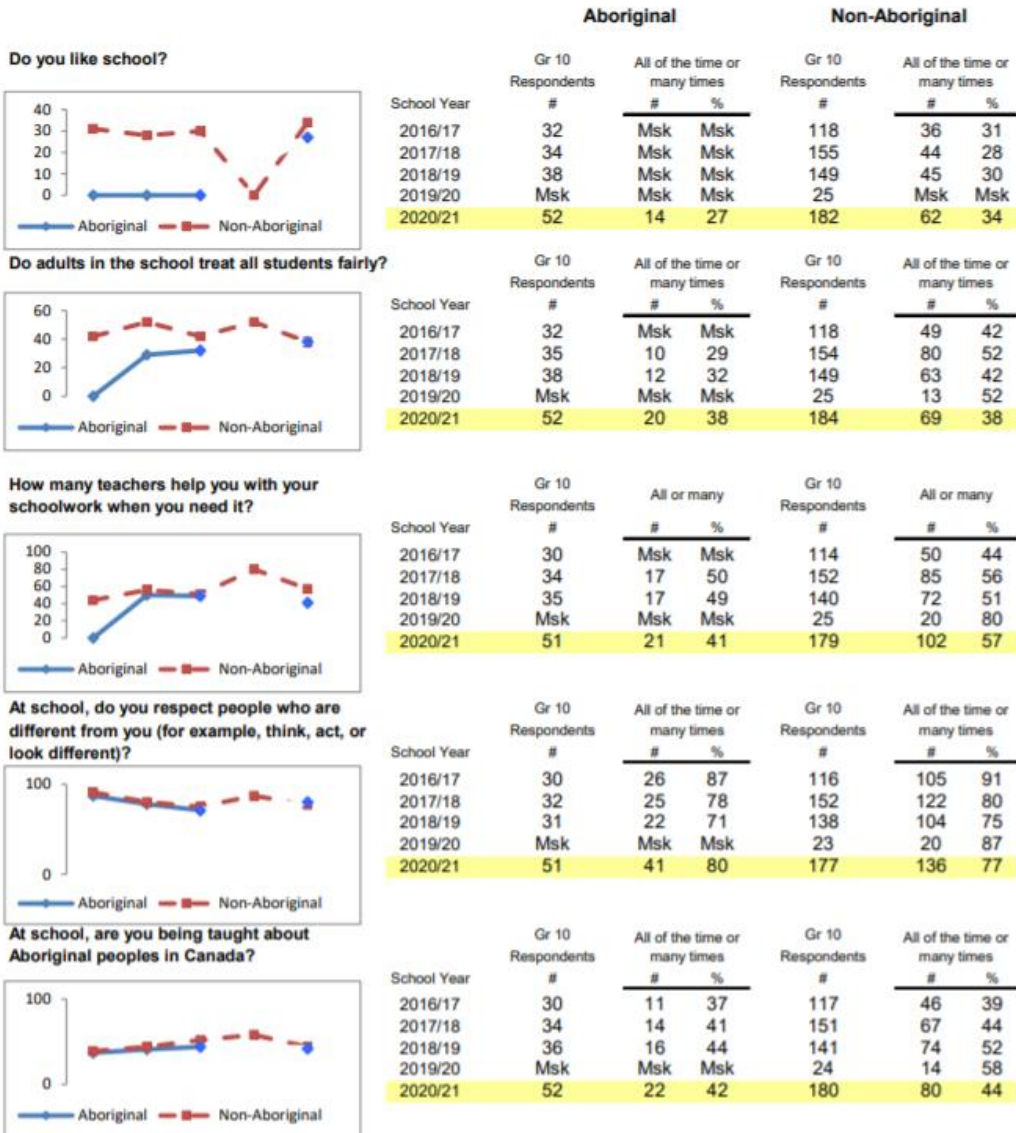 Aboriginal Non-Aboriginal
Do you like school?
Gr 10 All of the time or Gr 10 All of the time or
Respondents many times Respondents many times
School Year # # % # # %
40
30
20
10
0
2016/17 32 Msk Msk 118 36 31
2017/18 34 Msk Msk 155 44 28
2018/19 38 Msk Msk 149 45 30
2019/20 Msk Msk Msk 25 Msk Msk
2020/21 52 14 27 182 62 34
Aboriginal Non-Aboriginal
Do adults in the school treat all students fairly?
Gr 10 All of the time or Gr 10 All of the time or
Respondents many times Respondents many times
School Year # # % # # %
60
40
20
0
2016/17 32 Msk Msk 118 49 42
2017/18 35 10 29 154 80 52
2018/19 38 12 32 149 63 42
2019/20 Msk Msk Msk 25 13 52
2020/21 52 20 38 184 69 38
Aboriginal Non-Aboriginal
How many teachers help you with your
schoolwork when you need it?
Gr 10 All or many Gr 10 All or many
Respondents Respondents
School Year # # % # # %
100
80
60
40
20
0
2016/17 30 Msk Msk 114 50 44
2017/18 34 17 50 152 85 56
2018/19 35 17 49 140 72 51
2019/20 Msk Msk Msk 25 20 80
2020/21 51 21 41 179 102 57
Aboriginal Non-Aboriginal
At school, do you respect people who are
different from you (for example, think, act, or
look different)?
Gr 10 All of the time or Gr 10 All of the time or
Respondents many times Respondents many times
School Year # # % # # %
100
0
2016/17 30 26 87 116 105 91
2017/18 32 25 78 152 122 80
2018/19 31 22 71 138 104 75
2019/20 Msk Msk Msk 23 20 87
2020/21 51 41 80 177 136 77
Aboriginal Non-Aboriginal
At school, are you being taught about
Aboriginal peoples in Canada?
Gr 10 All of the time or Gr 10 All of the time or
Respondents many times Respondents many times
School Year # # % # # %
100
0
2016/17 30 11 37 117 46 39
2017/18 34 14 41 151 67 44
2018/19 36 16 44 141 74 52
2019/20 Msk Msk Msk 24 14 58
2020/21 52 22 42 180 80 44
Aboriginal Non-Aboriginal